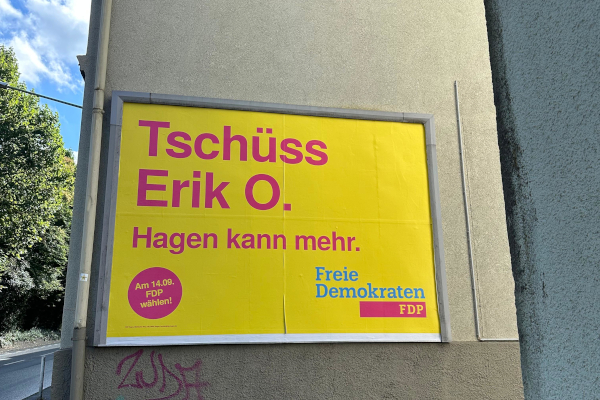 Tschüss
Erik O.
Hagen kann mehr.
Am 14.09.
FDP
wählen!
Freie
Demokraten
FDP